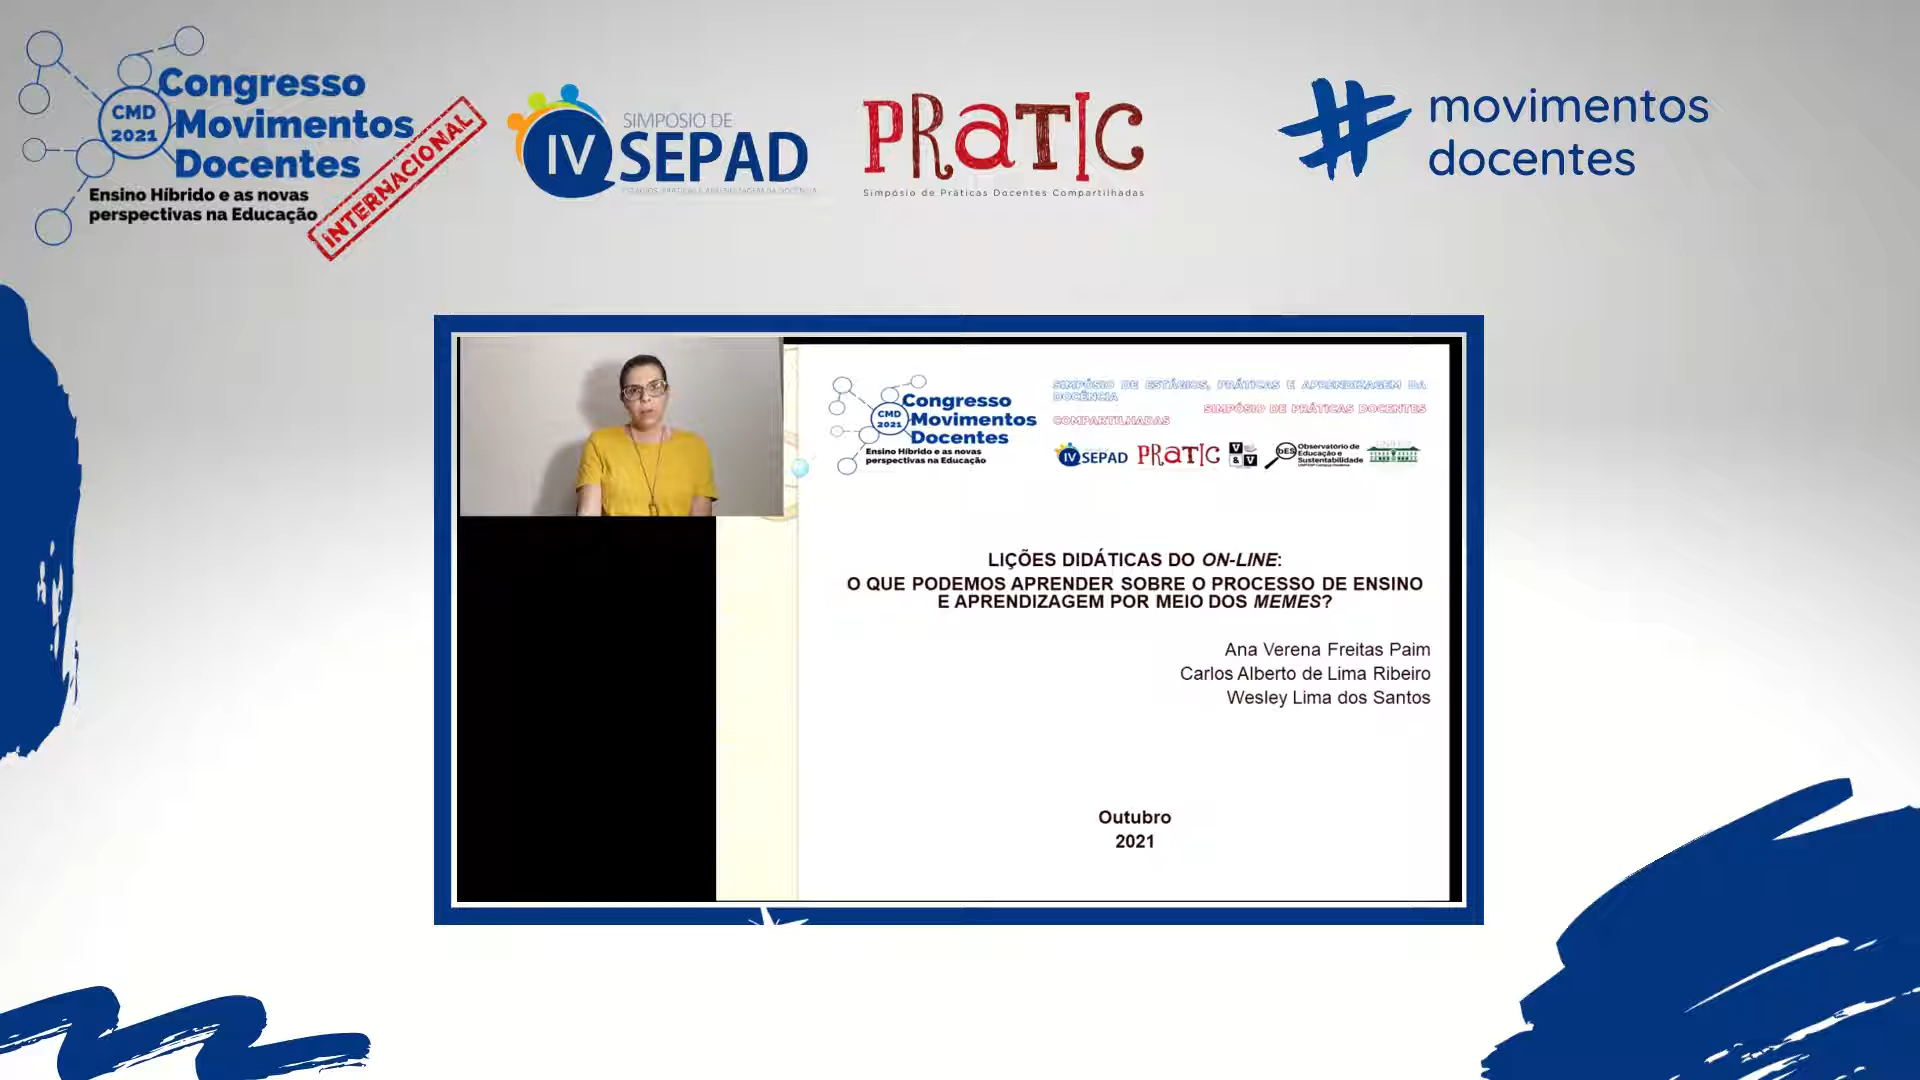 CMD
2021
Congresso
Movimentos
Docentes
Ensino Híbrido e as novas
perspectivas na Educação
INTERNACIONAL
IV
SIMPÓSIO DE
SEPAD
PRATIC
Simpósio de Práticas Docentes Compartilhadas
# movimentos
docentes
CMD
2021
Congresso
Movimentos
Docentes
Ensino Híbrido e as novas
perspectivas na Educação
SIMPÓSIO DE ESTÁGIOS, PRÁTICAS E APRENDIZAGEM DA
DOCÊNCIA
SIMPÓSIO DE PRÁTICAS DOCENTES
COMPARTILHADAS
IV SEPAD
PRATIC
V
& V
Observatório de
Educação e
Sustentabilidade
LIÇÕES DIDÁTICAS DO ON-LINE:
O QUE PODEMOS APRENDER SOBRE O PROCESSO DE ENSINO
E APRENDIZAGEM POR MEIO DOS MEMES?
Ana Verena Freitas Paim
Carlos Alberto de Lima Ribeiro
Wesley Lima dos Santos
Outubro
2021